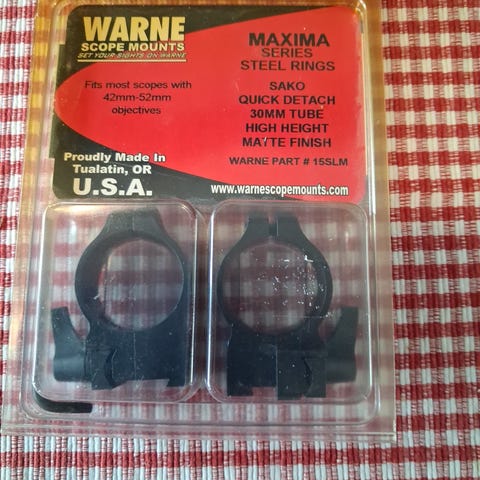 WARNE
SCOPE MOUNTS
SET YOUR SIGHTS ON WARNE
Fits most scopes with
42mm-52mm
objectives
Proudly Made In
Tualatin, OR
U.S.A.
MAXIMA
SERIES
STEEL RINGS
SAKO
QUICK DETACH
30MM TUBE
HIGH HEIGHT
MATTE FINISH
WARNE PART # 15SLM
www.warnescopemounts.com